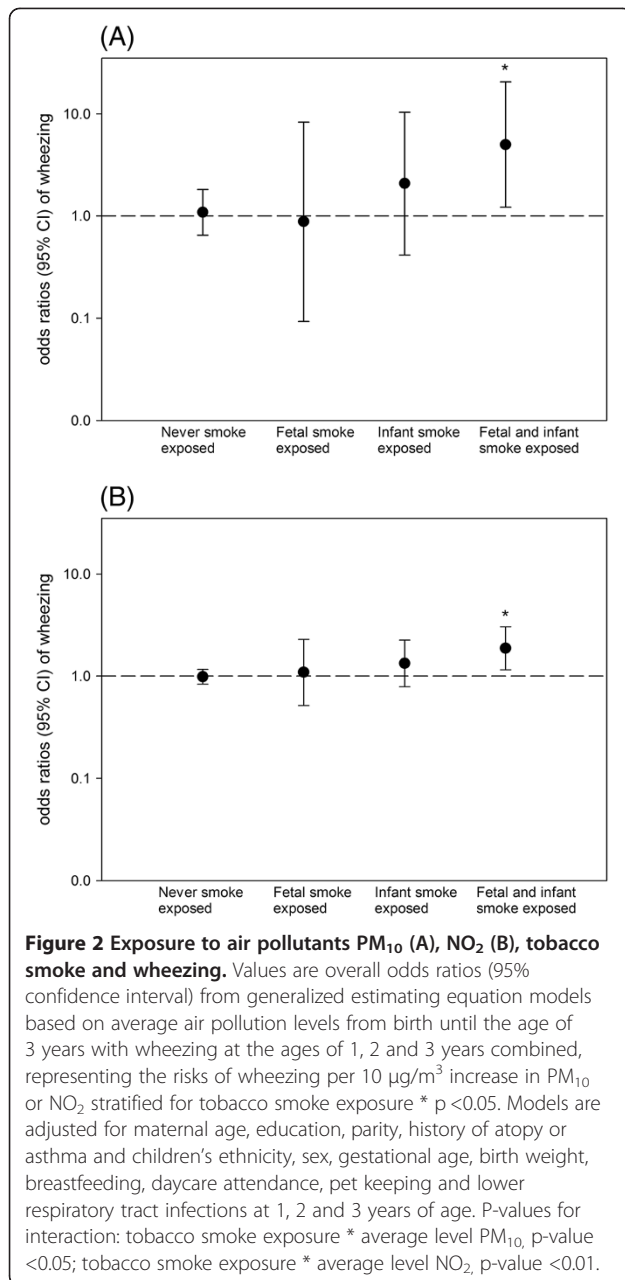 (A)
*
10.0
1.0
0.1
0.0
odds ratios (95% CI) of wheezing
Never smoke exposed
Fetal smoke exposed
Infant smoke exposed
Fetal and infant smoke exposed
(B)
*
10.0
1.0
0.1
0.0
odds ratios (95% CI) of wheezing
Never smoke exposed
Fetal smoke exposed
Infant smoke exposed
Fetal and infant smoke exposed
Figure 2 Exposure to air pollutants PM₁₀ (A), NO₂ (B), tobacco
smoke and wheezing. Values are overall odds ratios (95%
confidence interval) from generalized estimating equation models
based on average air pollution levels from birth until the age of
3 years with wheezing at the ages of 1, 2 and 3 years combined,
representing the risks of wheezing per 10 μg/m³ increase in PM₁₀
or NO₂ stratified for tobacco smoke exposure * p <0.05. Models are
adjusted for maternal age, education, parity, history of atopy or
asthma and children's ethnicity, sex, gestational age, birth weight,
breastfeeding, daycare attendance, pet keeping and lower
respiratory tract infections at 1, 2 and 3 years of age. P-values for
interaction: tobacco smoke exposure * average level PM₁₀, p-value
<0.05; tobacco smoke exposure * average level NO₂, p-value <0.01.